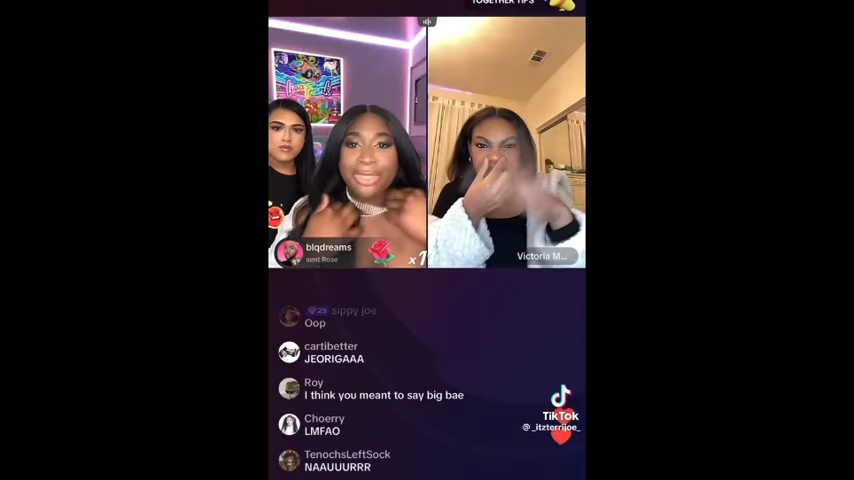 TOGETHER TIPS
blqdreams
sent Rose
x1
Victoria M...
25 sippy joe
Oop
cartibetter
JEORIGAAA
Roy
I think you meant to say big bae
Choerry
LMFAO
TenochsLeftSock
NAAUUURRR
TikTok
@_itzterrijoe_